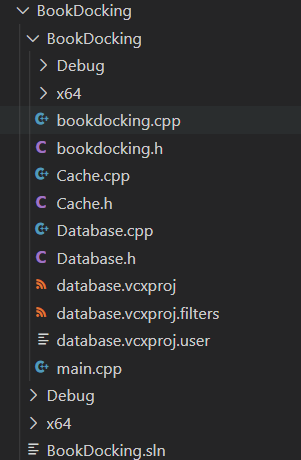 BookDocking
BookDocking
Debug
x64
bookdocking.cpp
bookdocking.h
Cache.cpp
Cache.h
Database.cpp
Database.h
database.vcxproj
database.vcxproj.filters
database.vcxproj.user
main.cpp
Debug
x64
BookDocking.sln